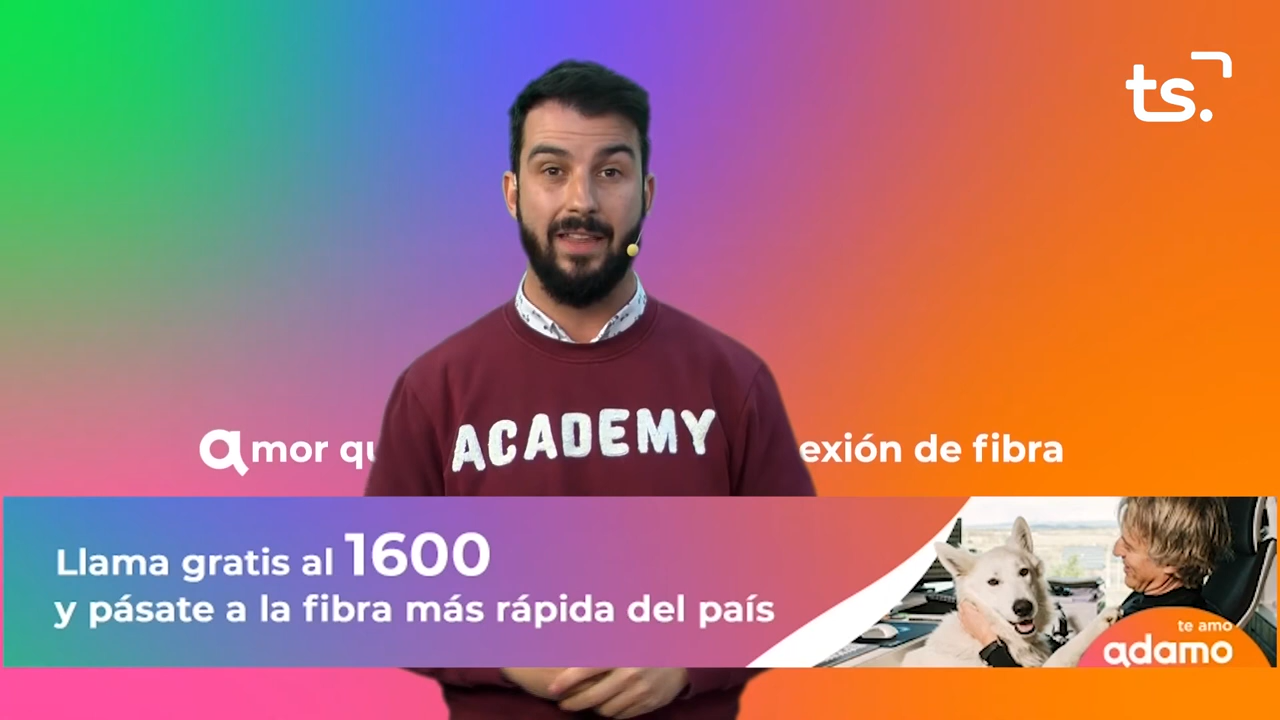 ts.
ACADEMY
amor qu
exión de fibra
Llama gratis al 1600
y pásate a la fibra más rápida del país
te amo
adamo